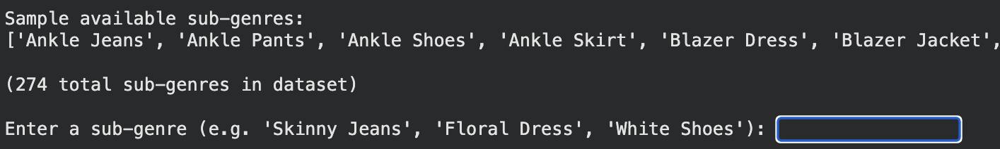 Sample available sub-genres:
['Ankle Jeans', 'Ankle Pants', 'Ankle Shoes', 'Ankle Skirt', 'Blazer Dress', 'Blazer Jacket',
(274 total sub-genres in dataset)
Enter a sub-genre (e.g. 'Skinny Jeans', 'Floral Dress', 'White Shoes'):